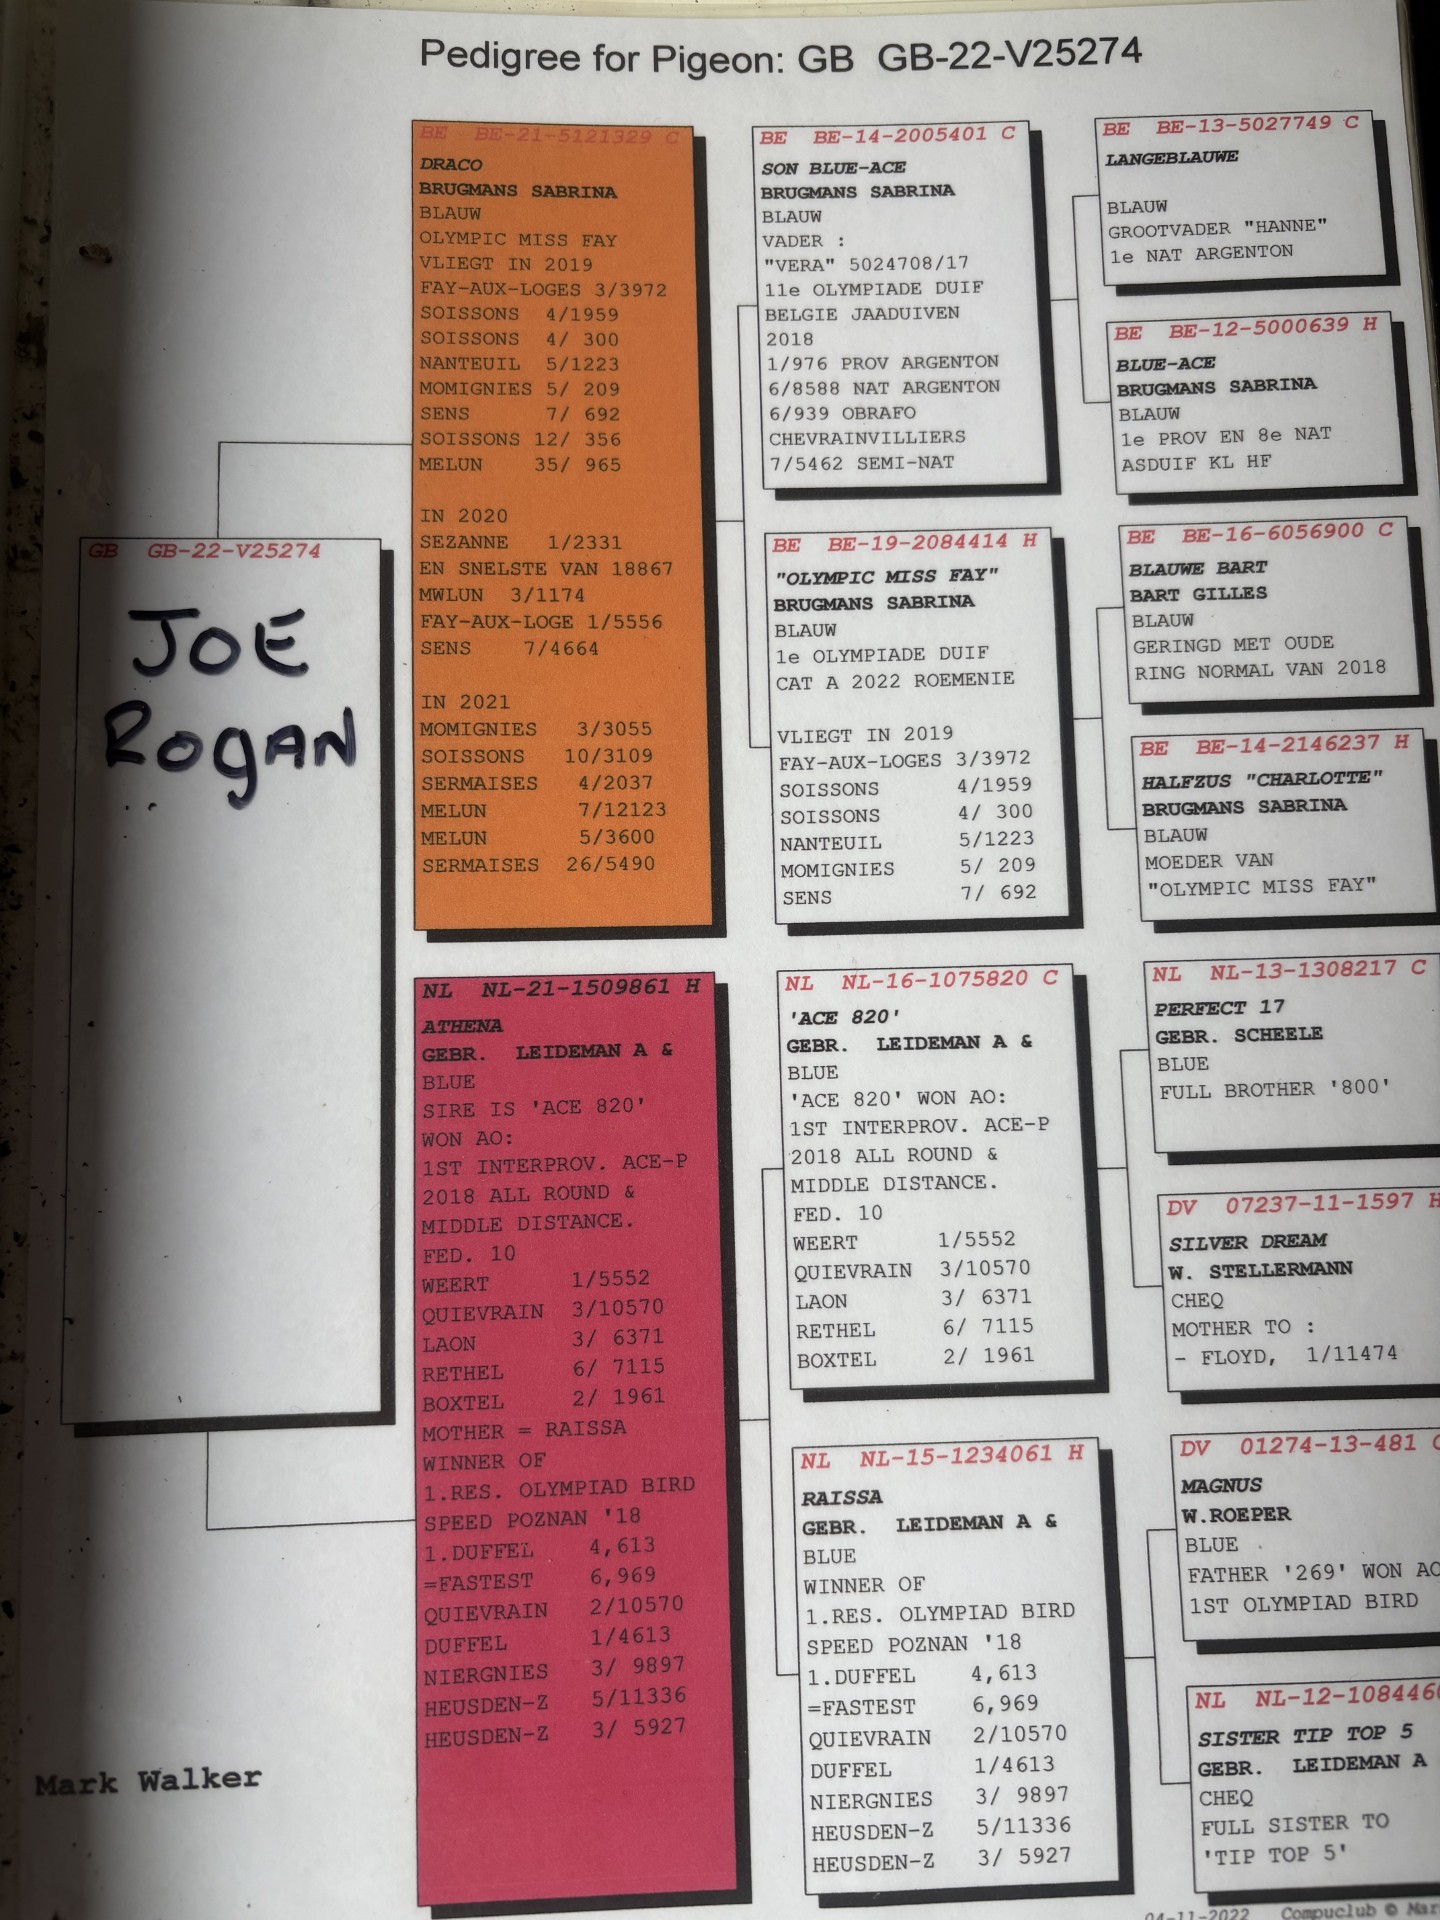 Pedigree for Pigeon: GB GB-22-V25274
GB GB-22-V25274
JOE
ROgAN
Mark Walker
BE BE-21-5121329 C
DRACO
BRUGMANS SABRINA
BLAUW
OLYMPIC MISS FAY
VLIEGT IN 2019
FAY-AUX-LOGES 3/3972
SOISSONS 4/1959
SOISSONS 4/ 300
NANTEUIL 5/1223
MOMIGNIES 5/ 209
SENS 7/ 692
SOISSONS 12/ 356
MELUN 35/ 965
IN 2020
SEZANNE 1/2331
EN SNELSTE VAN 18867
MWLUN 3/1174
FAY-AUX-LOGE 1/5556
SENS 7/4664
IN 2021
MOMIGNIES 3/3055
SOISSONS 10/3109
SERMAISES 4/2037
MELUN 7/12123
MELUN 5/3600
SERMAISES 26/5490
NL NL-21-1509861 H
ATHENA
GEBR. LEIDEMAN A &
BLUE
SIRE IS 'ACE 820'
WON AO:
1ST INTERPROV. ACE-P
2018 ALL ROUND &
MIDDLE DISTANCE.
FED. 10
WEERT 1/5552
QUIEVRAIN 3/10570
LAON 3/ 6371
RETHEL 6/ 7115
BOXTEL 2/ 1961
MOTHER = RAISSA
WINNER OF
1.RES. OLYMPIAD BIRD
SPEED POZNAN '18
1.DUFFEL 4,613
=FASTEST 6,969
QUIEVRAIN 2/10570
DUFFEL 1/4613
NIERGNIES 3/ 9897
HEUSDEN-Z 5/11336
HEUSDEN-Z 3/ 5927
BE BE-14-2005401 C
SON BLUE-ACE
BRUGMANS SABRINA
BLAUW
VADER :
"VERA" 5024708/17
11e OLYMPIADE DUIF
BELGIE JAADUIVEN
2018
1/976 PROV ARGENTON
6/8588 NAT ARGENTON
6/939 OBRAFO
CHEVRAINVILLIERS
7/5462 SEMI-NAT
BE BE-19-2084414 H
"OLYMPIC MISS FAY"
BRUGMANS SABRINA
BLAUW
1e OLYMPIADE DUIF
CAT A 2022 ROEMENIE
VLIEGT IN 2019
FAY-AUX-LOGES 3/3972
SOISSONS 4/1959
SOISSONS 4/ 300
NANTEUIL 5/1223
MOMIGNIES 5/ 209
SENS 7/ 692
NL NL-16-1075820 C
'ACE 820'
GEBR. LEIDEMAN A &
BLUE
'ACE 820' WON AO:
1ST INTERPROV. ACE-P
2018 ALL ROUND &
MIDDLE DISTANCE.
FED. 10
WEERT 1/5552
QUIEVRAIN 3/10570
LAON 3/ 6371
RETHEL 6/ 7115
BOXTEL 2/ 1961
NL NL-15-1234061 H
RAISSA
GEBR. LEIDEMAN A &
BLUE
WINNER OF
1.RES. OLYMPIAD BIRD
SPEED POZNAN '18
1.DUFFEL 4,613
=FASTEST 6,969
QUIEVRAIN 2/10570
DUFFEL 1/4613
NIERGNIES 3/ 9897
HEUSDEN-Z 5/11336
HEUSDEN-Z 3/ 5927
BE BE-13-5027749 C
LANGEBLAUWE
BLAUW
GROOTVADER "HANNE"
1e NAT ARGENTON
BE BE-12-5000639 H
BLUE-ACE
BRUGMANS SABRINA
BLAUW
1e PROV EN 8e NAT
ASDUIF KL HF
BE BE-16-6056900 C
BLAUWE BART
BART GILLES
BLAUW
GERINGD MET OUDE
RING NORMAL VAN 2018
BE BE-14-2146237 H
HALFZUS "CHARLOTTE"
BRUGMANS SABRINA
BLAUW
MOEDER VAN
"OLYMPIC MISS FAY"
NL NL-13-1308217 C
PERFECT 17
GEBR. SCHEELE
BLUE
FULL BROTHER '800'
DV 07237-11-1597 H
SILVER DREAM
W. STELLERMANN
CHEQ
MOTHER TO :
- FLOYD, 1/11474
DV 01274-13-481 C
MAGNUS
W.ROEPER
BLUE
FATHER '269' WON AO
1ST OLYMPIAD BIRD
NL NL-12-1084460
SISTER TIP TOP 5
GEBR. LEIDEMAN A
CHEQ
FULL SISTER TO
'TIP TOP 5'
04-11-2022 Compuclub © Mar